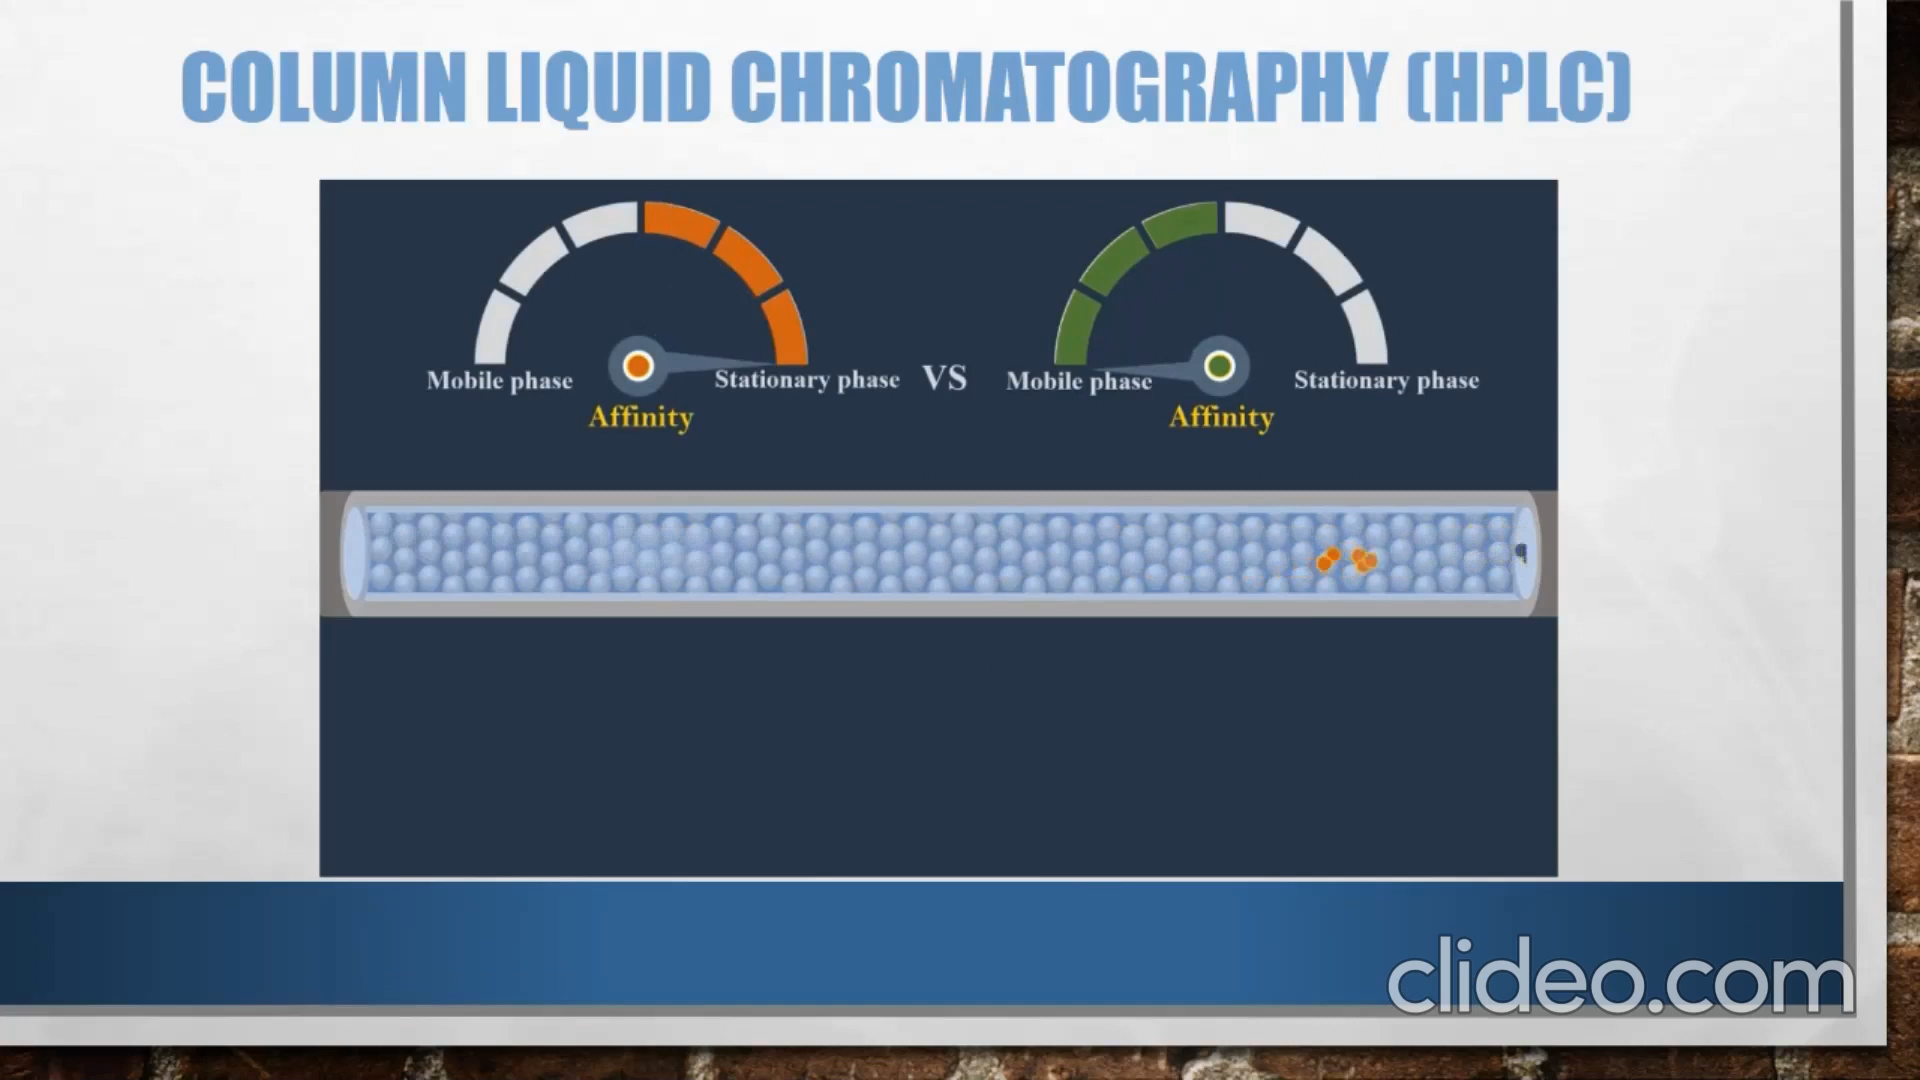 COLUMN LIQUID CHROMATOGRAPHY (HPLC)
Mobile phase
Stationary phase
Affinity
VS
Mobile phase
Stationary phase
Affinity
clideo.com